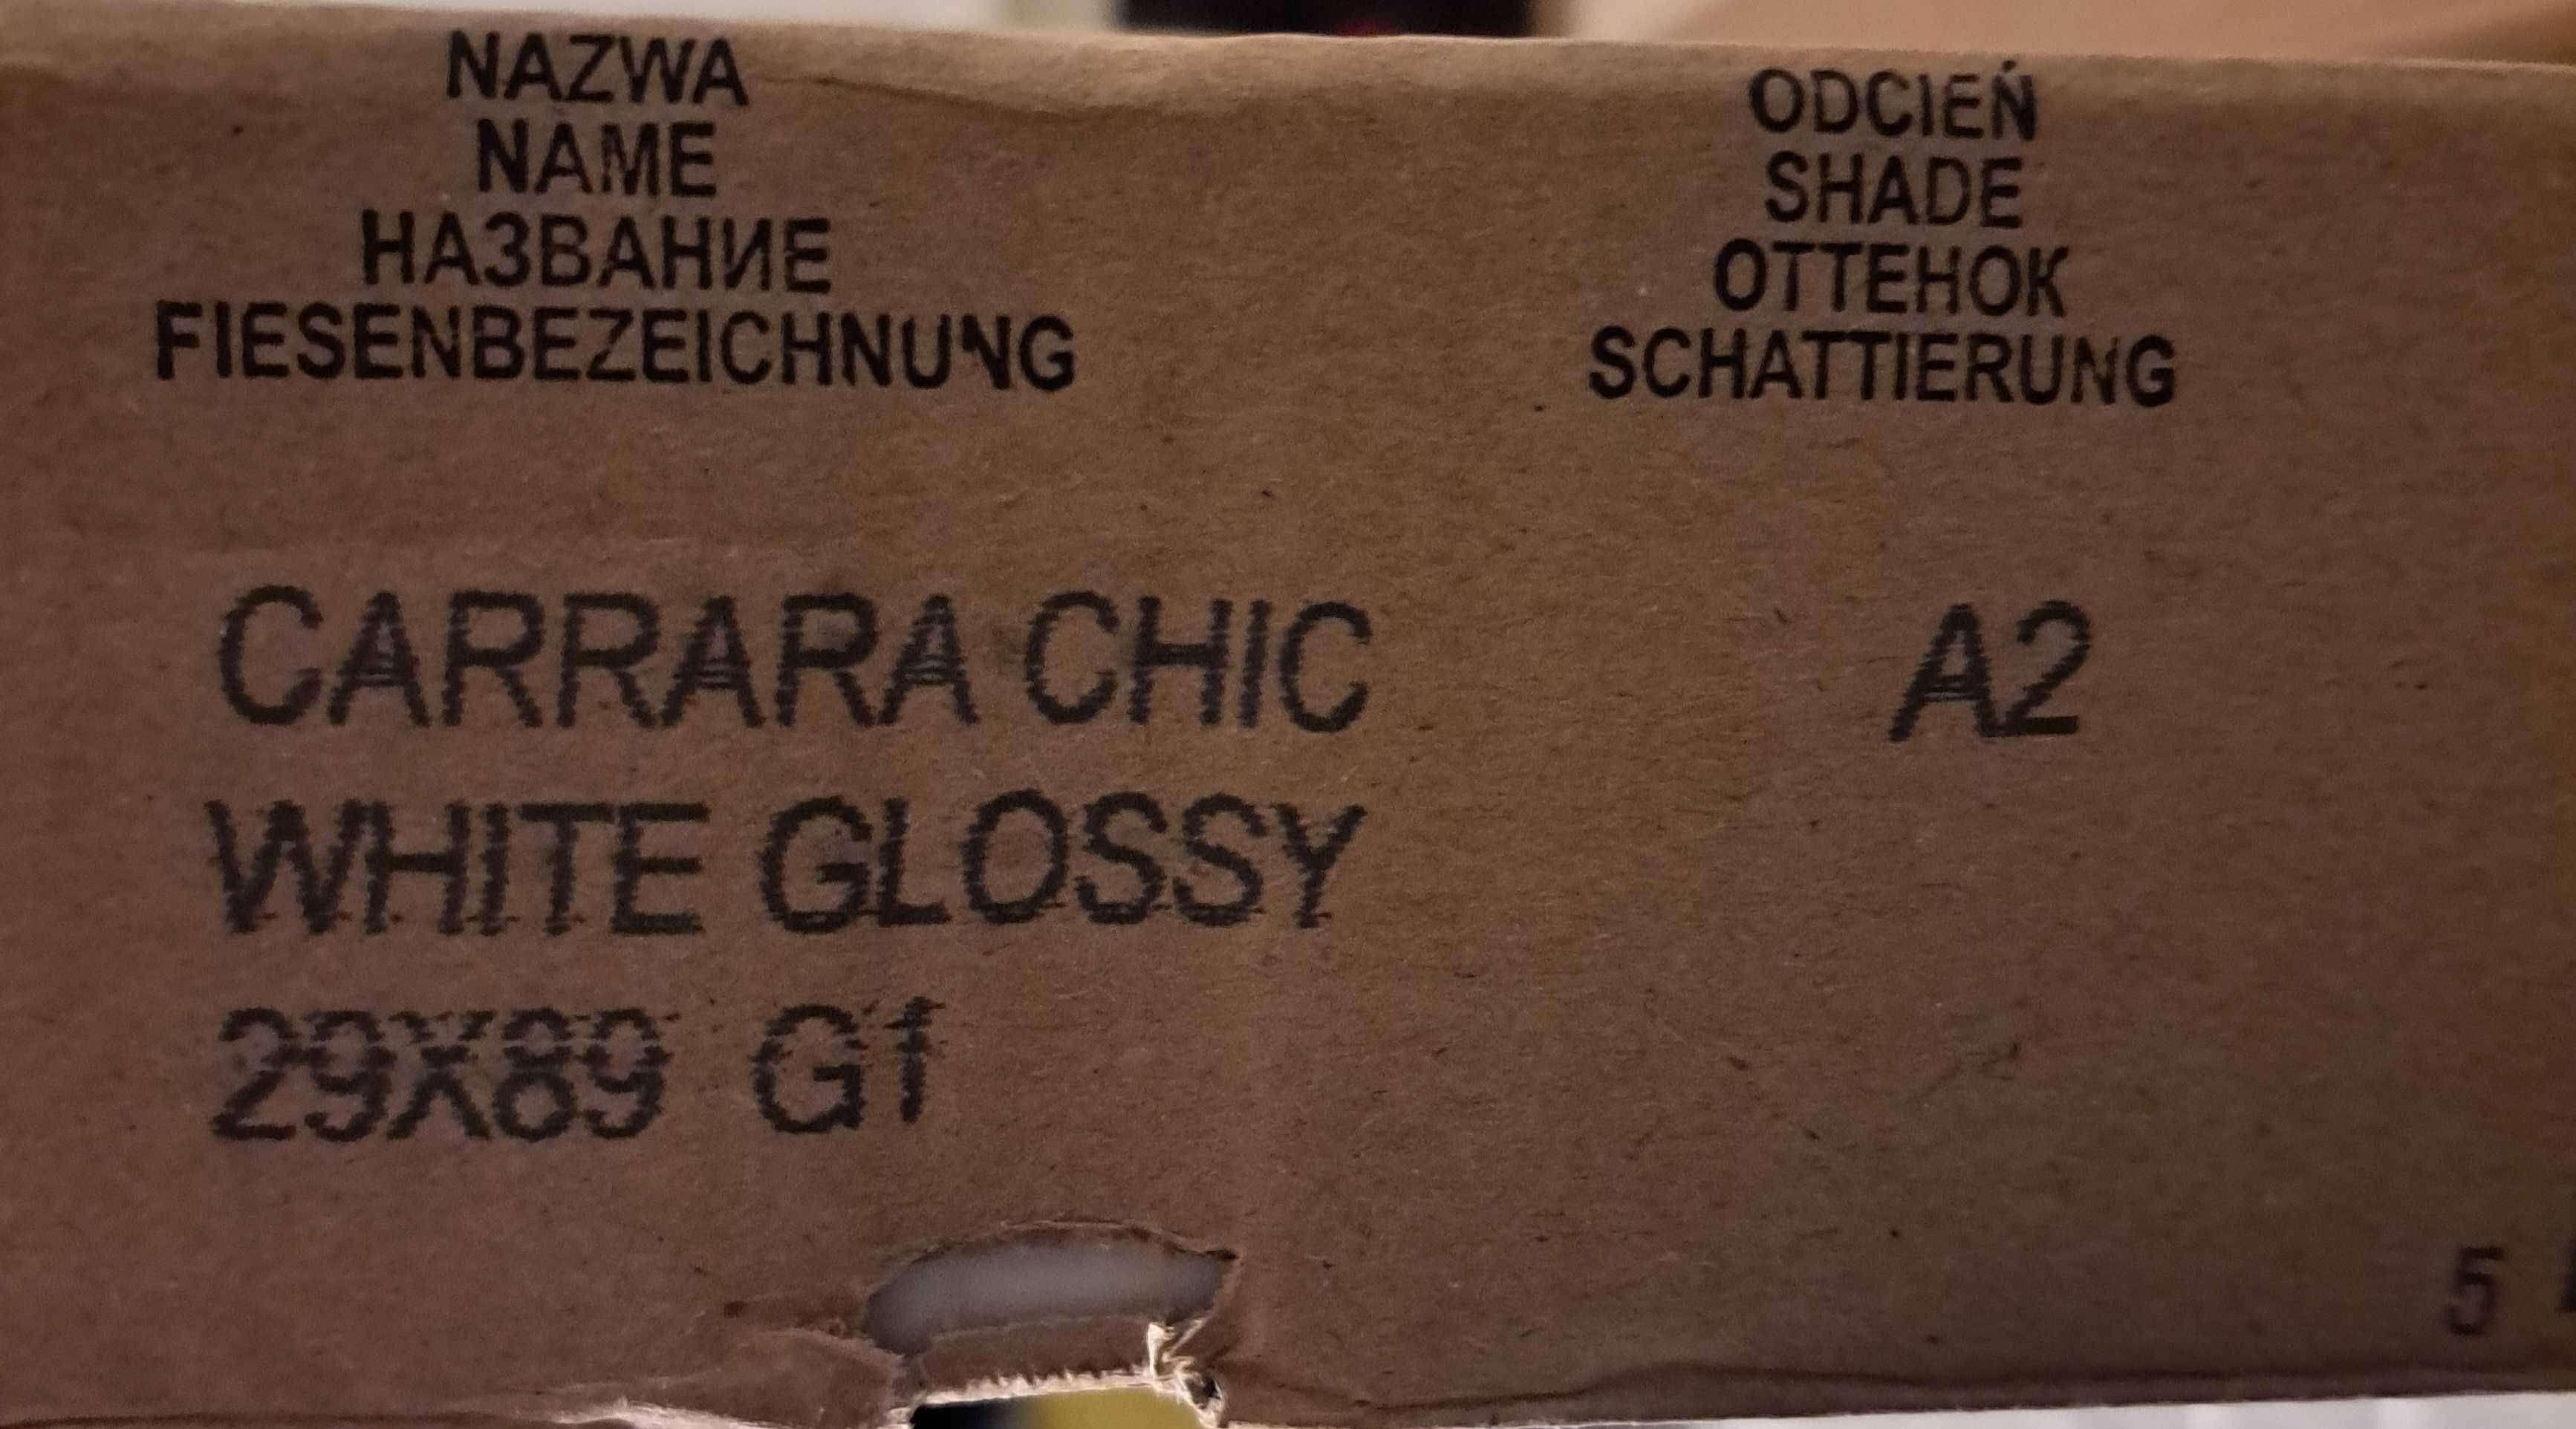 NAZWA
NAME
НАЗВАНИЕ
FIESENBEZEICHNUNG
ODCIEŃ
SHADE
ОТТЕНОК
SCHATTIERUNG
CARRARA CHIC
WHITE GLOSSY
29X89 G1
A2
5